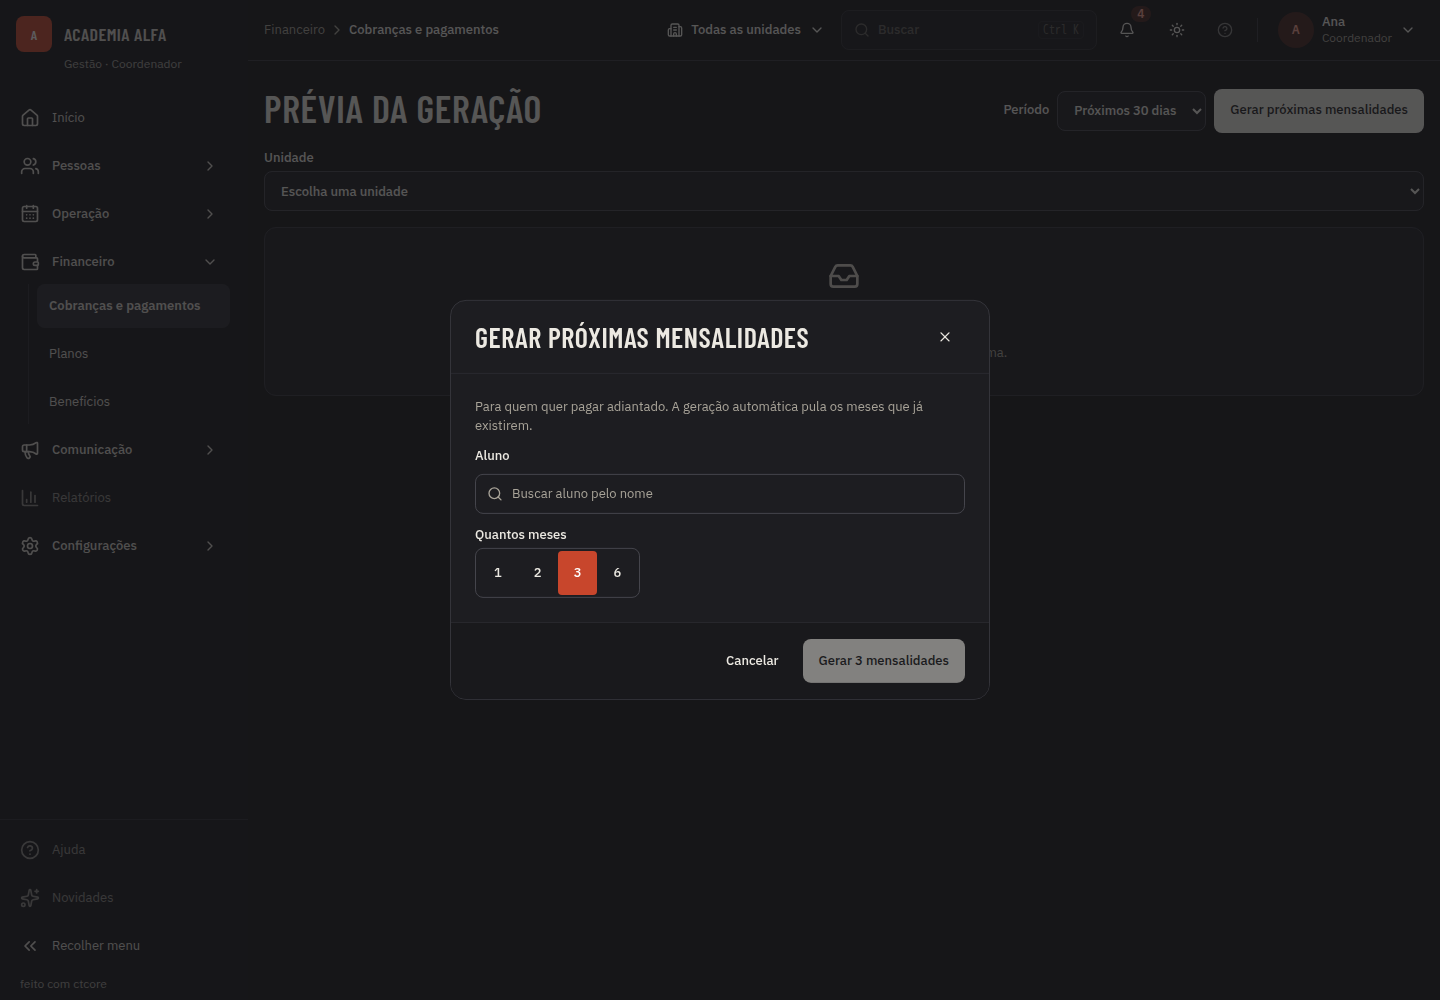 A
ACADEMIA ALFA
Gestão - Coordenador
Início
Pessoas
Operação
Financeiro
Cobranças e pagamentos
Planos
Benefícios
Comunicação
Relatórios
Configurações
Ajuda
Novidades
Recolher menu
feito com ctcore
Financeiro
Cobranças e pagamentos
Todas as unidades
Buscar
Ctrl K
4
A
Ana
Coordenador
PRÉVIA DA GERAÇÃO
Período
Próximos 30 dias
Gerar próximas mensalidades
Unidade
Escolha uma unidade
GERAR PRÓXIMAS MENSALIDADES
Para quem quer pagar adiantado. A geração automática pula os meses que já
existirem.
Aluno
Buscar aluno pelo nome
Quantos meses
1 2 3 6
Cancelar
Gerar 3 mensalidades